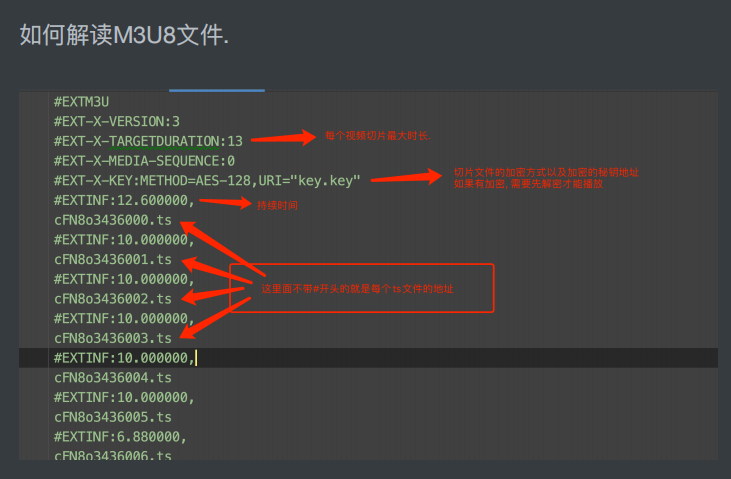 如何解读M3U8文件.
#EXTM3U
#EXT-X-VERSION:3
#EXT-X-TARGETDURATION:13
每个视频切片最大时长.
#EXT-X-MEDIA-SEQUENCE:0
#EXT-X-KEY:METHOD=AES-128,URI="key.key"
切片文件的加密方式以及加密的秘钥地址
如果有加密, 需要先解密才能播放
#EXTINF:12.600000,
持续时间
cFN8o3436000.ts
#EXTINF:10.000000,
cFN8o3436001.ts
#EXTINF:10.000000,
这里面不带#开头的就是每个ts文件的地址
cFN8o3436002.ts
#EXTINF:10.000000,
cFN8o3436003.ts
#EXTINF:10.000000,
cFN8o3436004.ts
#EXTINF:10.000000,
cFN8o3436005.ts
#EXTINF:6.880000,
cFN8o3436006.ts